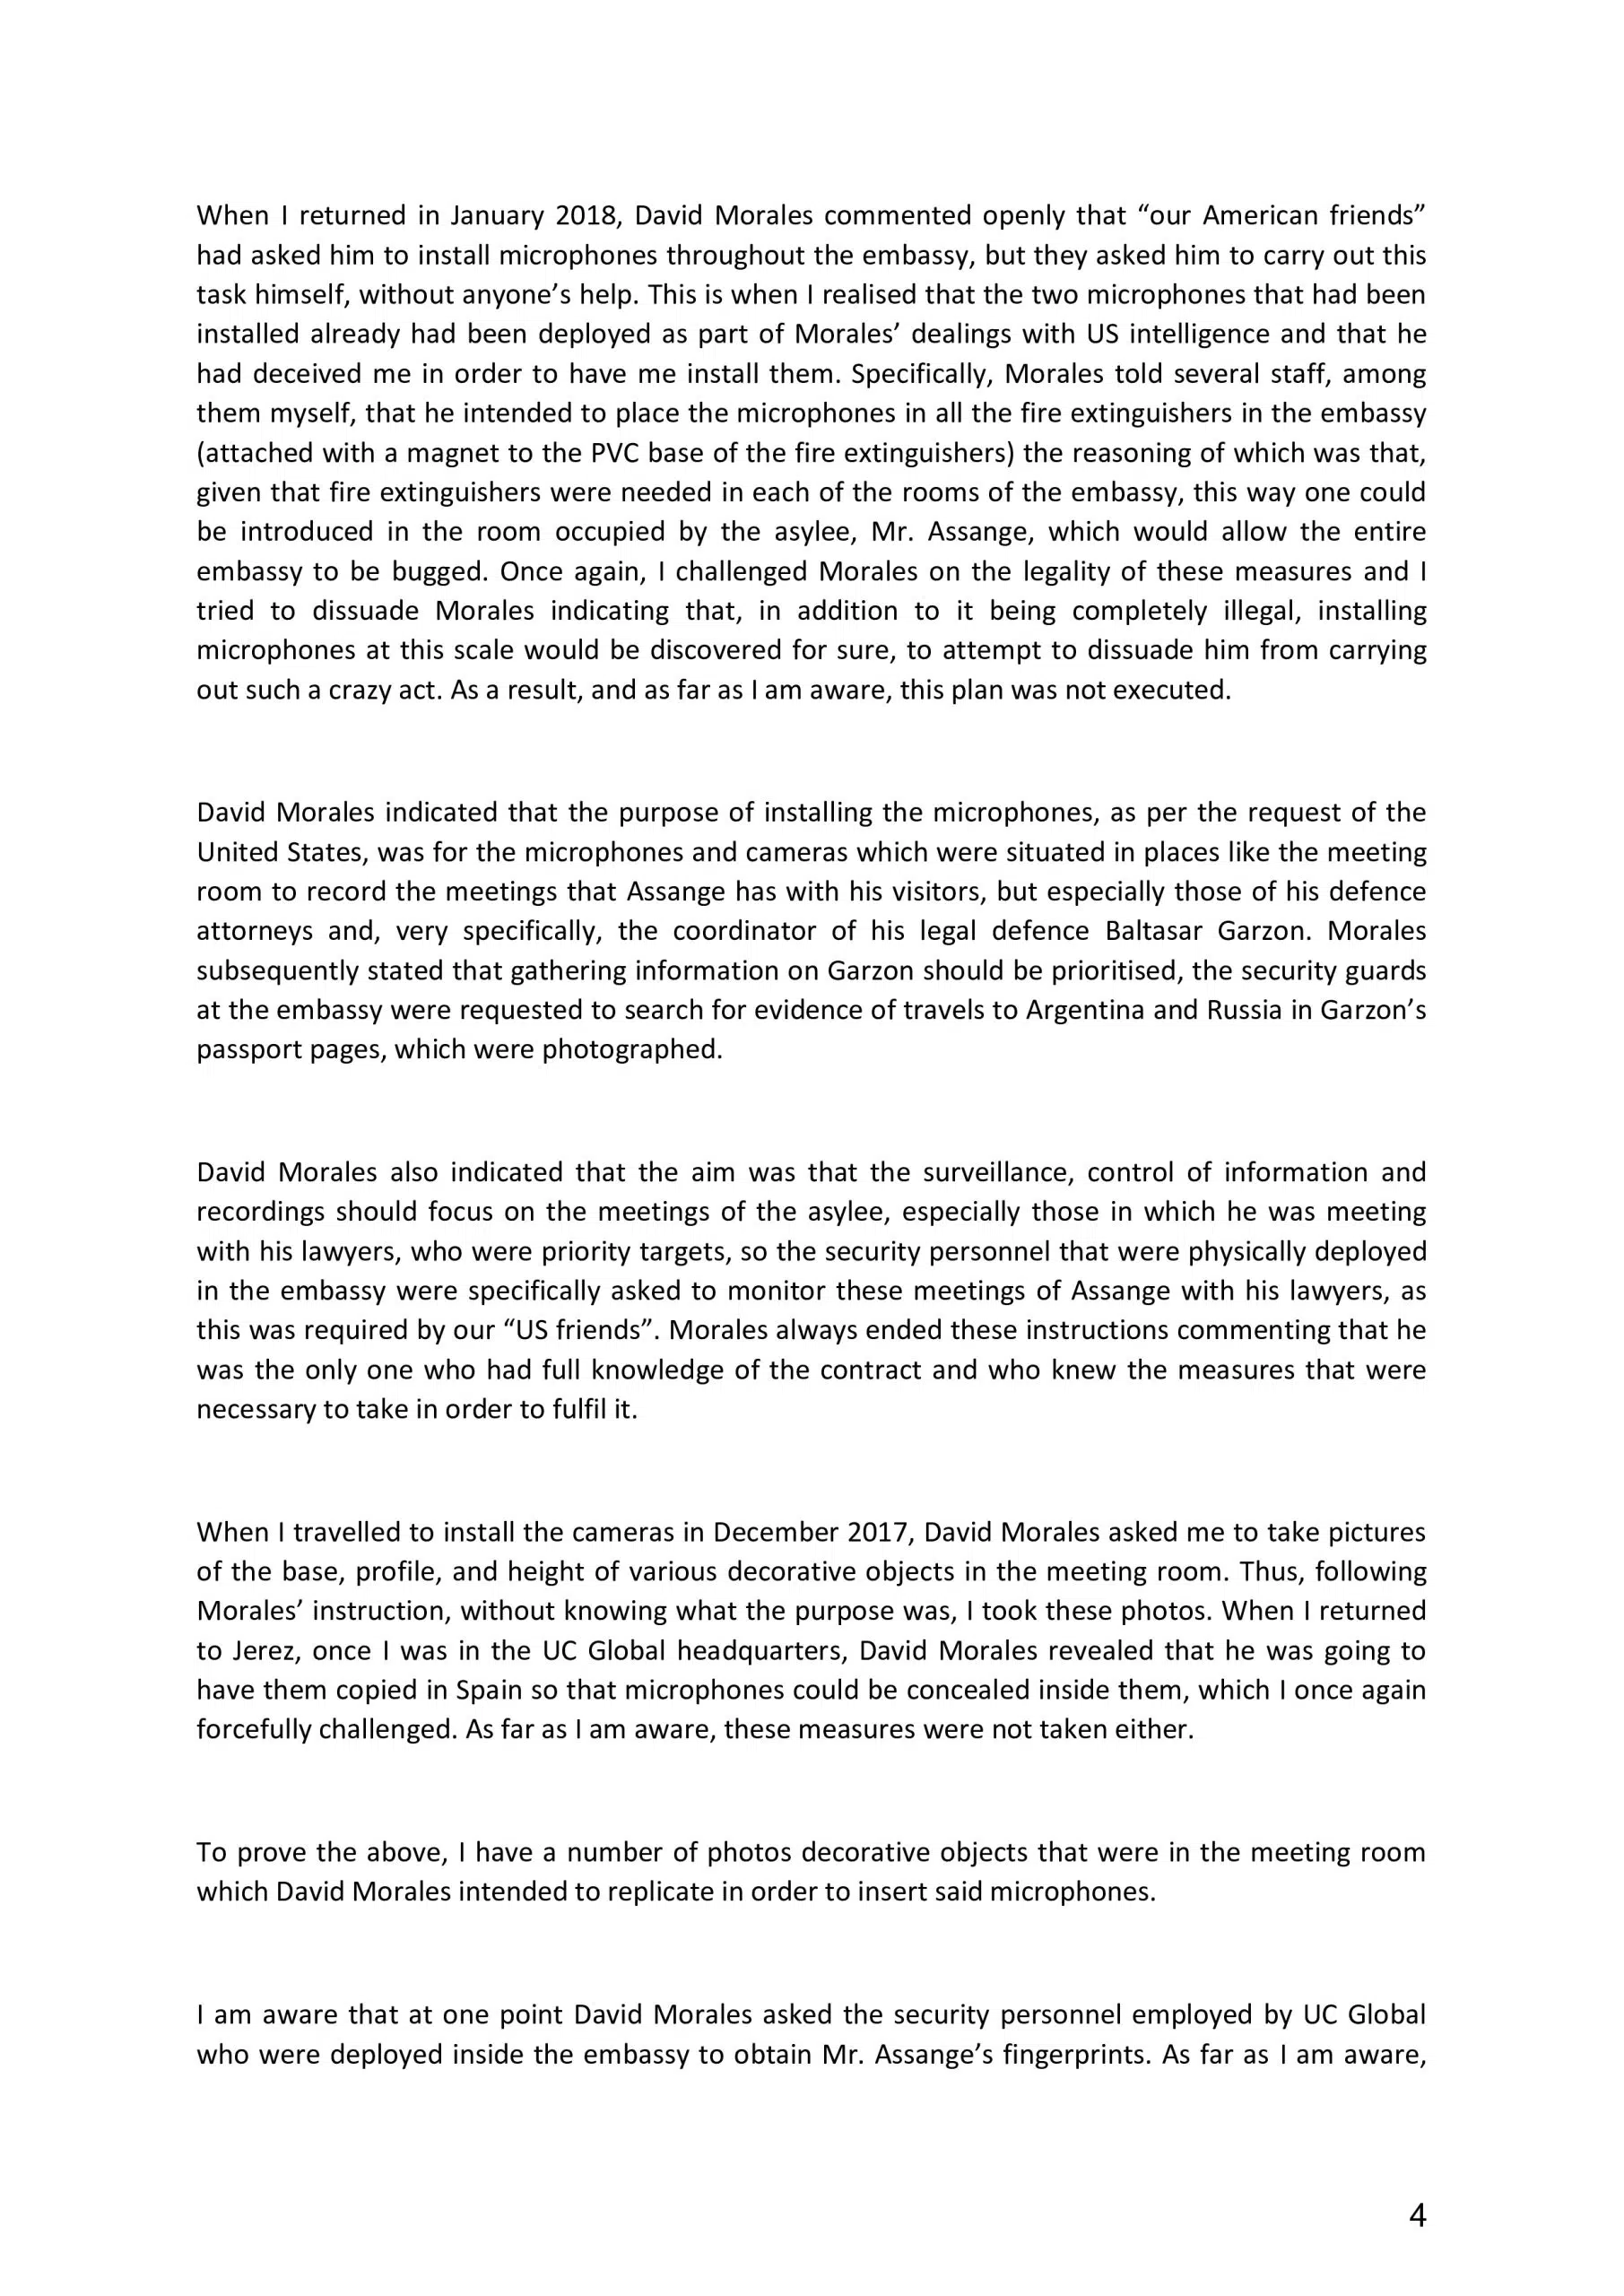 When I returned in January 2018, David Morales commented openly that “our American friends”
had asked him to install microphones throughout the embassy, but they asked him to carry out this
task himself, without anyone’s help. This is when I realised that the two microphones that had been
installed already had been deployed as part of Morales’ dealings with US intelligence and that he
had deceived me in order to have me install them. Specifically, Morales told several staff, among
them myself, that he intended to place the microphones in all the fire extinguishers in the embassy
(attached with a magnet to the PVC base of the fire extinguishers) the reasoning of which was that,
given that fire extinguishers were needed in each of the rooms of the embassy, this way one could
be introduced in the room occupied by the asylee, Mr. Assange, which would allow the entire
embassy to be bugged. Once again, I challenged Morales on the legality of these measures and I
tried to dissuade Morales indicating that, in addition to it being completely illegal, installing
microphones at this scale would be discovered for sure, to attempt to dissuade him from carrying
out such a crazy act. As a result, and as far as I am aware, this plan was not executed.
David Morales indicated that the purpose of installing the microphones, as per the request of the
United States, was for the microphones and cameras which were situated in places like the meeting
room to record the meetings that Assange has with his visitors, but especially those of his defence
attorneys and, very specifically, the coordinator of his legal defence Baltasar Garzon. Morales
subsequently stated that gathering information on Garzon should be prioritised, the security guards
at the embassy were requested to search for evidence of travels to Argentina and Russia in Garzon’s
passport pages, which were photographed.
David Morales also indicated that the aim was that the surveillance, control of information and
recordings should focus on the meetings of the asylee, especially those in which he was meeting
with his lawyers, who were priority targets, so the security personnel that were physically deployed
in the embassy were specifically asked to monitor these meetings of Assange with his lawyers, as
this was required by our “US friends”. Morales always ended these instructions commenting that he
was the only one who had full knowledge of the contract and who knew the measures that were
necessary to take in order to fulfil it.
When I travelled to install the cameras in December 2017, David Morales asked me to take pictures
of the base, profile, and height of various decorative objects in the meeting room. Thus, following
Morales’ instruction, without knowing what the purpose was, I took these photos. When I returned
to Jerez, once I was in the UC Global headquarters, David Morales revealed that he was going to
have them copied in Spain so that microphones could be concealed inside them, which I once again
forcefully challenged. As far as I am aware, these measures were not taken either.
To prove the above, I have a number of photos decorative objects that were in the meeting room
which David Morales intended to replicate in order to insert said microphones.
I am aware that at one point David Morales asked the security personnel employed by UC Global
who were deployed inside the embassy to obtain Mr. Assange’s fingerprints. As far as I am aware,
4